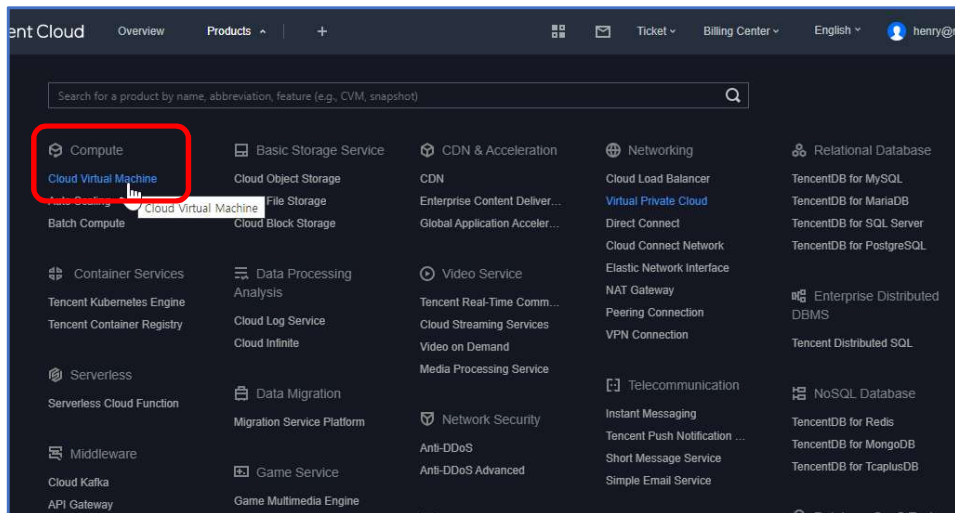 ent Cloud Overview Products + Ticket Billing Center English henry@r
Search for a product by name, abbreviation, feature (e.g., CVM, snapshot)
Compute
Cloud Virtual Machine
Auto Scaling
Cloud Virtual Machine
Batch Compute
Container Services
Tencent Kubernetes Engine
Tencent Container Registry
Serverless
Serverless Cloud Function
Middleware
Cloud Kafka
API Gateway
Basic Storage Service
Cloud Object Storage
File Storage
Cloud Block Storage
Data Processing
Analysis
Cloud Log Service
Cloud Infinite
Data Migration
Migration Service Platform
Game Service
Game Multimedia Engine
CDN & Acceleration
CDN
Enterprise Content Deliver...
Global Application Acceler...
Video Service
Tencent Real-Time Comm...
Cloud Streaming Services
Video on Demand
Media Processing Service
Network Security
Anti-DDoS
Anti-DDoS Advanced
Networking
Cloud Load Balancer
Virtual Private Cloud
Direct Connect
Cloud Connect Network
Elastic Network Interface
NAT Gateway
Peering Connection
VPN Connection
Telecommunication
Instant Messaging
Tencent Push Notification ...
Short Message Service
Simple Email Service
Relational Database
TencentDB for MySQL
TencentDB for MariaDB
TencentDB for SQL Server
TencentDB for PostgreSQL
Enterprise Distributed
DBMS
Tencent Distributed SQL
NoSQL Database
TencentDB for Redis
TencentDB for MongoDB
TencentDB for TcaplusDB